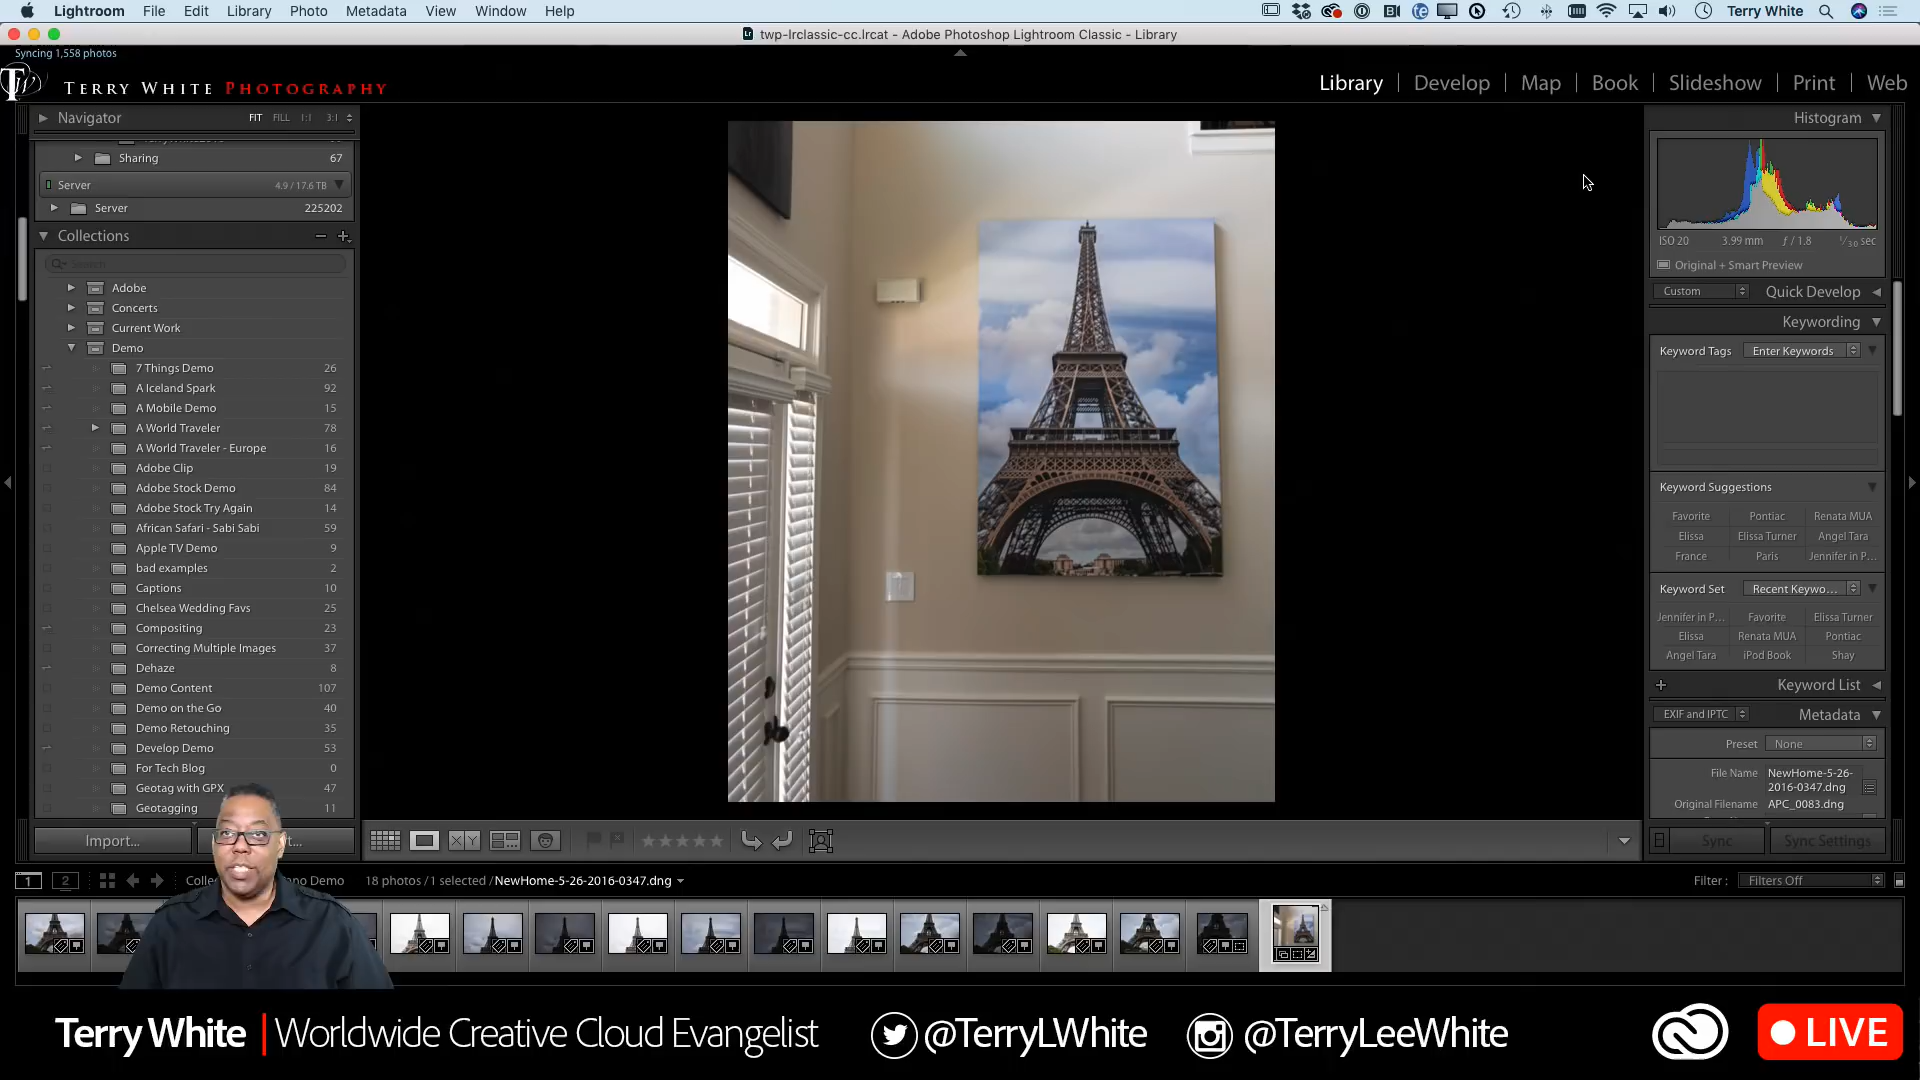 Lightroom File Edit Library Photo Metadata View Window Help Terry White
twp-lrclassic-cc.lrcat - Adobe Photoshop Lightroom Classic - Library
Syncing 1,558 photos
TERRY WHITE PHOTOGRAPHY
Library | Develop | Map | Book | Slideshow | Print | Web
Navigator FIT FILL 1:1 3:1
Sharing 67
Server 4.9 / 17.6 TB
Server 225202
Collections
Search
Adobe
Concerts
Current Work
Demo
7 Things Demo 26
A Iceland Spark 92
A Mobile Demo 15
A World Traveler 78
A World Traveler - Europe 16
Adobe Clip 19
Adobe Stock Demo 84
Adobe Stock Try Again 14
African Safari - Sabi Sabi 59
Apple TV Demo 9
bad examples 2
Captions 10
Chelsea Wedding Favs 25
Compositing 23
Correcting Multiple Images 37
Dehaze 8
Demo Content 107
Demo on the Go 40
Demo Retouching 35
Develop Demo 53
For Tech Blog 0
Geotag with GPX 47
Geotagging 11
Import...
Histogram
ISO 20 3.99 mm ƒ / 1.8 1/30 sec
Original + Smart Preview
Custom Quick Develop
Keywording
Keyword Tags Enter Keywords
Keyword Suggestions
Favorite Pontiac Renata MUA
Elissa Elissa Turner Angel Tara
France Paris Jennifer in P...
Keyword Set Recent Keywo...
Jennifer in P... Favorite Elissa Turner
Elissa Renata MUA Pontiac
Angel Tara iPod Book Shay
Keyword List
EXIF and IPTC Metadata
Preset None
File Name NewHome-5-26-
2016-0347.dng
Original Filename APC_0083.dng
Sync Sync Settings
1 2 Demo 18 photos / 1 selected / NewHome-5-26-2016-0347.dng
Filter : Filters Off
Terry White | Worldwide Creative Cloud Evangelist @TerryLWhite @TerryLeeWhite LIVE